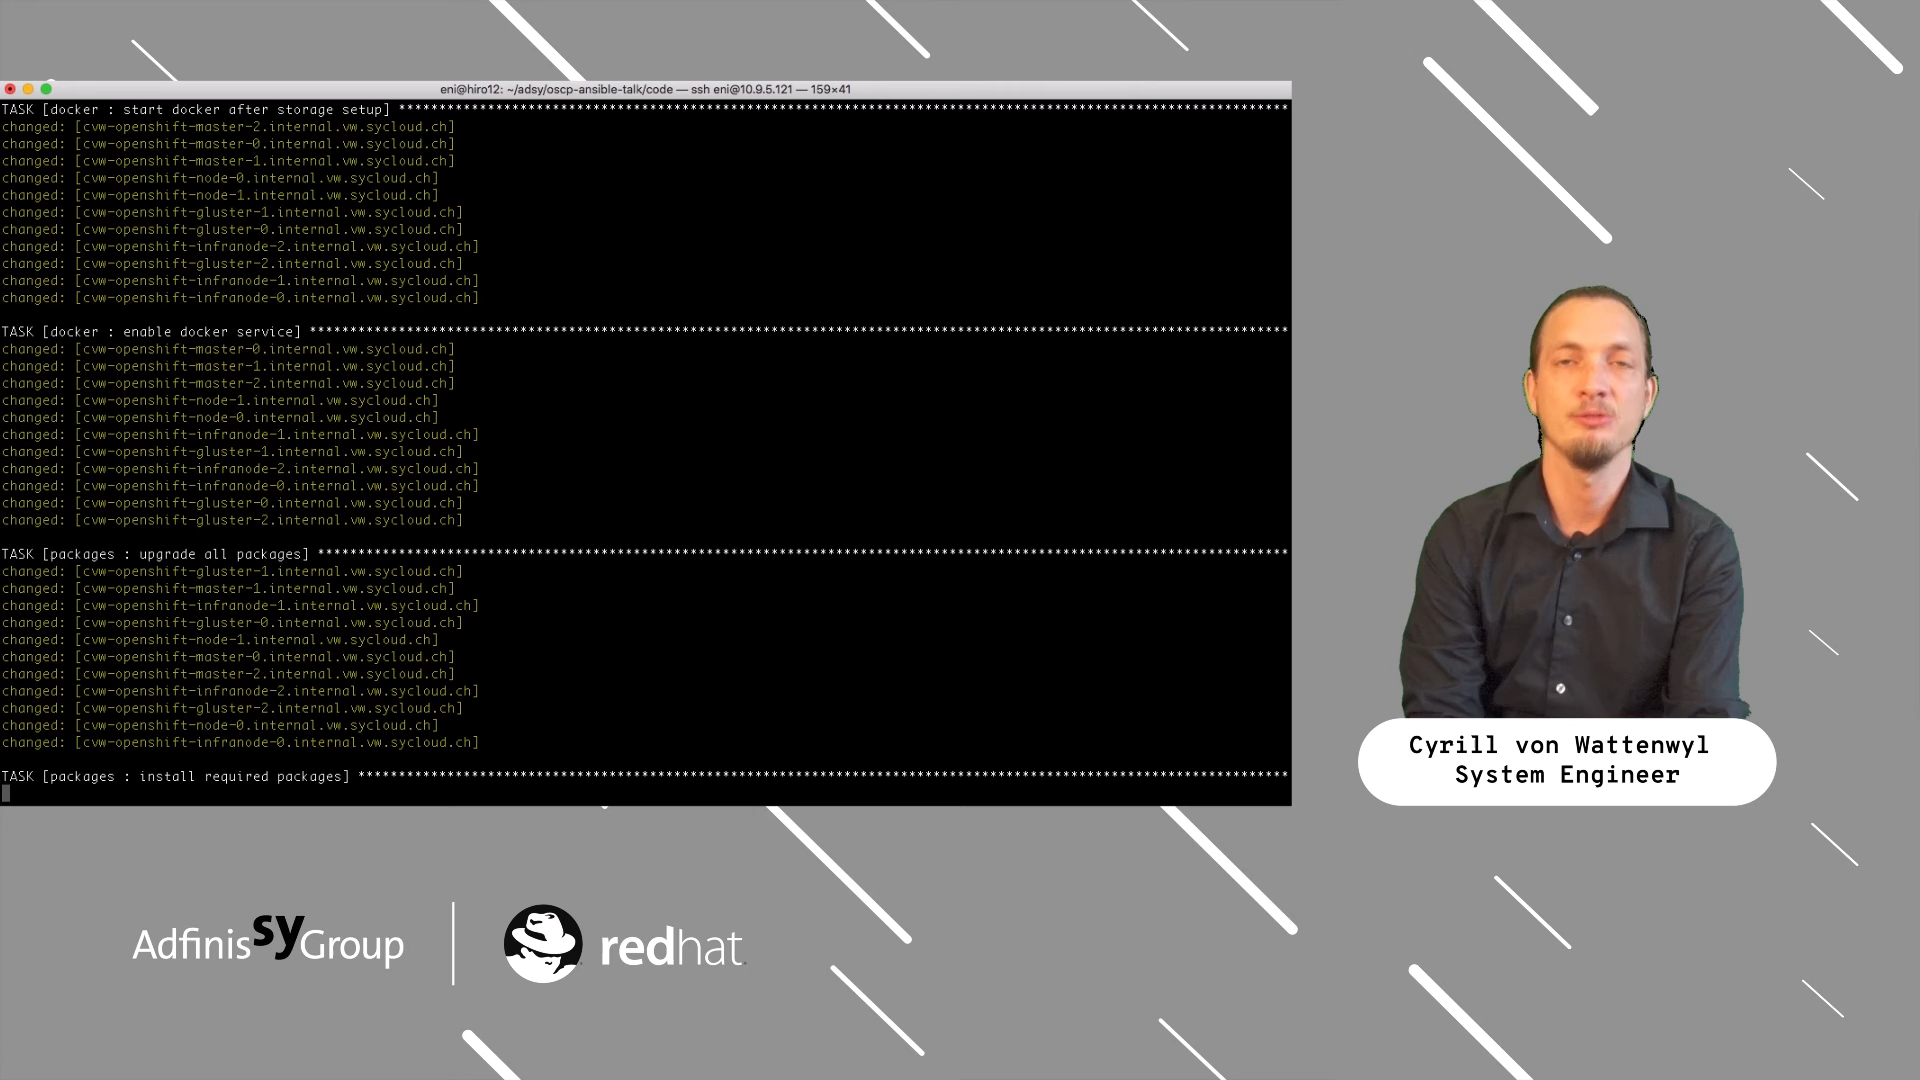 eni@hiro12: ~/adsy/oscp-ansible-talk/code — ssh eni@10.9.5.121 — 159×41
TASK [docker : start docker after storage setup] **************************************************************************************************************
changed: [cvw-openshift-master-2.internal.vw.sycloud.ch]
changed: [cvw-openshift-master-0.internal.vw.sycloud.ch]
changed: [cvw-openshift-master-1.internal.vw.sycloud.ch]
changed: [cvw-openshift-node-0.internal.vw.sycloud.ch]
changed: [cvw-openshift-node-1.internal.vw.sycloud.ch]
changed: [cvw-openshift-gluster-1.internal.vw.sycloud.ch]
changed: [cvw-openshift-gluster-0.internal.vw.sycloud.ch]
changed: [cvw-openshift-infranode-2.internal.vw.sycloud.ch]
changed: [cvw-openshift-gluster-2.internal.vw.sycloud.ch]
changed: [cvw-openshift-infranode-1.internal.vw.sycloud.ch]
changed: [cvw-openshift-infranode-0.internal.vw.sycloud.ch]
TASK [docker : enable docker service] *************************************************************************************************************************
changed: [cvw-openshift-master-0.internal.vw.sycloud.ch]
changed: [cvw-openshift-master-1.internal.vw.sycloud.ch]
changed: [cvw-openshift-master-2.internal.vw.sycloud.ch]
changed: [cvw-openshift-node-1.internal.vw.sycloud.ch]
changed: [cvw-openshift-node-0.internal.vw.sycloud.ch]
changed: [cvw-openshift-infranode-1.internal.vw.sycloud.ch]
changed: [cvw-openshift-gluster-1.internal.vw.sycloud.ch]
changed: [cvw-openshift-infranode-2.internal.vw.sycloud.ch]
changed: [cvw-openshift-infranode-0.internal.vw.sycloud.ch]
changed: [cvw-openshift-gluster-0.internal.vw.sycloud.ch]
changed: [cvw-openshift-gluster-2.internal.vw.sycloud.ch]
TASK [packages : upgrade all packages] ************************************************************************************************************************
changed: [cvw-openshift-gluster-1.internal.vw.sycloud.ch]
changed: [cvw-openshift-master-1.internal.vw.sycloud.ch]
changed: [cvw-openshift-infranode-1.internal.vw.sycloud.ch]
changed: [cvw-openshift-gluster-0.internal.vw.sycloud.ch]
changed: [cvw-openshift-node-1.internal.vw.sycloud.ch]
changed: [cvw-openshift-master-0.internal.vw.sycloud.ch]
changed: [cvw-openshift-master-2.internal.vw.sycloud.ch]
changed: [cvw-openshift-infranode-2.internal.vw.sycloud.ch]
changed: [cvw-openshift-gluster-2.internal.vw.sycloud.ch]
changed: [cvw-openshift-node-0.internal.vw.sycloud.ch]
changed: [cvw-openshift-infranode-0.internal.vw.sycloud.ch]
TASK [packages : install required packages] *******************************************************************************************************************
Cyrill von Wattenwyl
System Engineer
AdfinissyGroup
redhat.